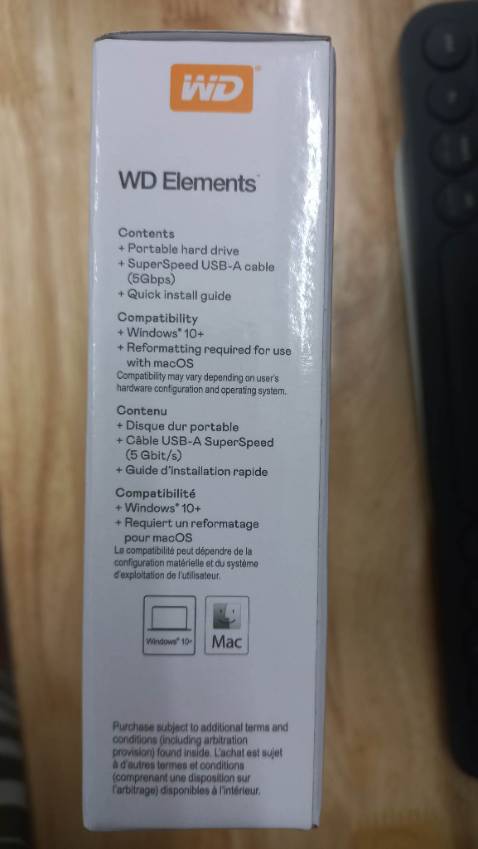 WD®
WD Elements™
Contents
+ Portable hard drive
+ SuperSpeed USB-A cable
(5Gbps)
+ Quick install guide
Compatibility
+ Windows® 10+
+ Reformatting required for use
with macOS
Compatibility may vary depending on user's
hardware configuration and operating system.
Contenu
+ Disque dur portable
+ Câble USB-A SuperSpeed
(5 Gbit/s)
+ Guide d'installation rapide
Compatibilité
+ Windows® 10+
+ Requiert un reformatage
pour macOS
La compatibilité peut dépendre de la
configuration matérielle et du système
d'exploitation de l'utilisateur.
Windows® 10+
Mac
Purchase subject to additional terms and
conditions (including arbitration
provision) found inside. L'achat est sujet
à d'autres termes et conditions
(comprenant une disposition sur
l'arbitrage) disponibles à l'intérieur.